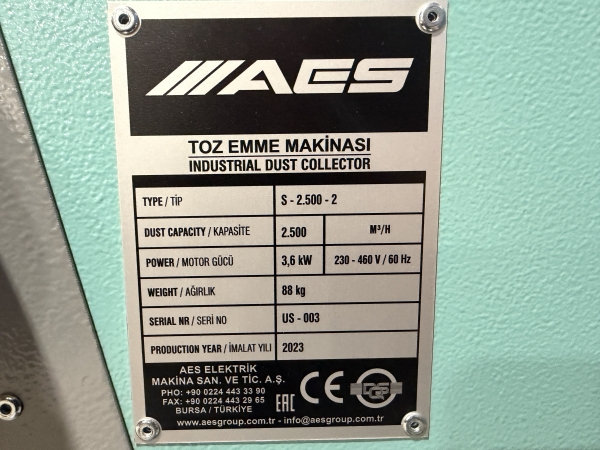 AES
TOZ EMME MAKİNASI
INDUSTRIAL DUST COLLECTOR
TYPE / TİP S - 2.500 - 2
DUST CAPACITY / KAPASİTE 2.500 M³/H
POWER / MOTOR GÜCÜ 3,6 kW 230 - 460 V / 60 Hz
WEIGHT / AĞIRLIK 88 kg
SERIAL NR / SERİ NO US - 003
PRODUCTION YEAR / İMALAT YILI 2023
AES ELEKTRİK
MAKİNA SAN. VE TİC. A.Ş.
PHO: +90 0224 443 33 90
FAX: +90 0224 443 29 65
BURSA / TÜRKİYE
www.aesgroup.com.tr - info@aesgroup.com.tr
EAC CE